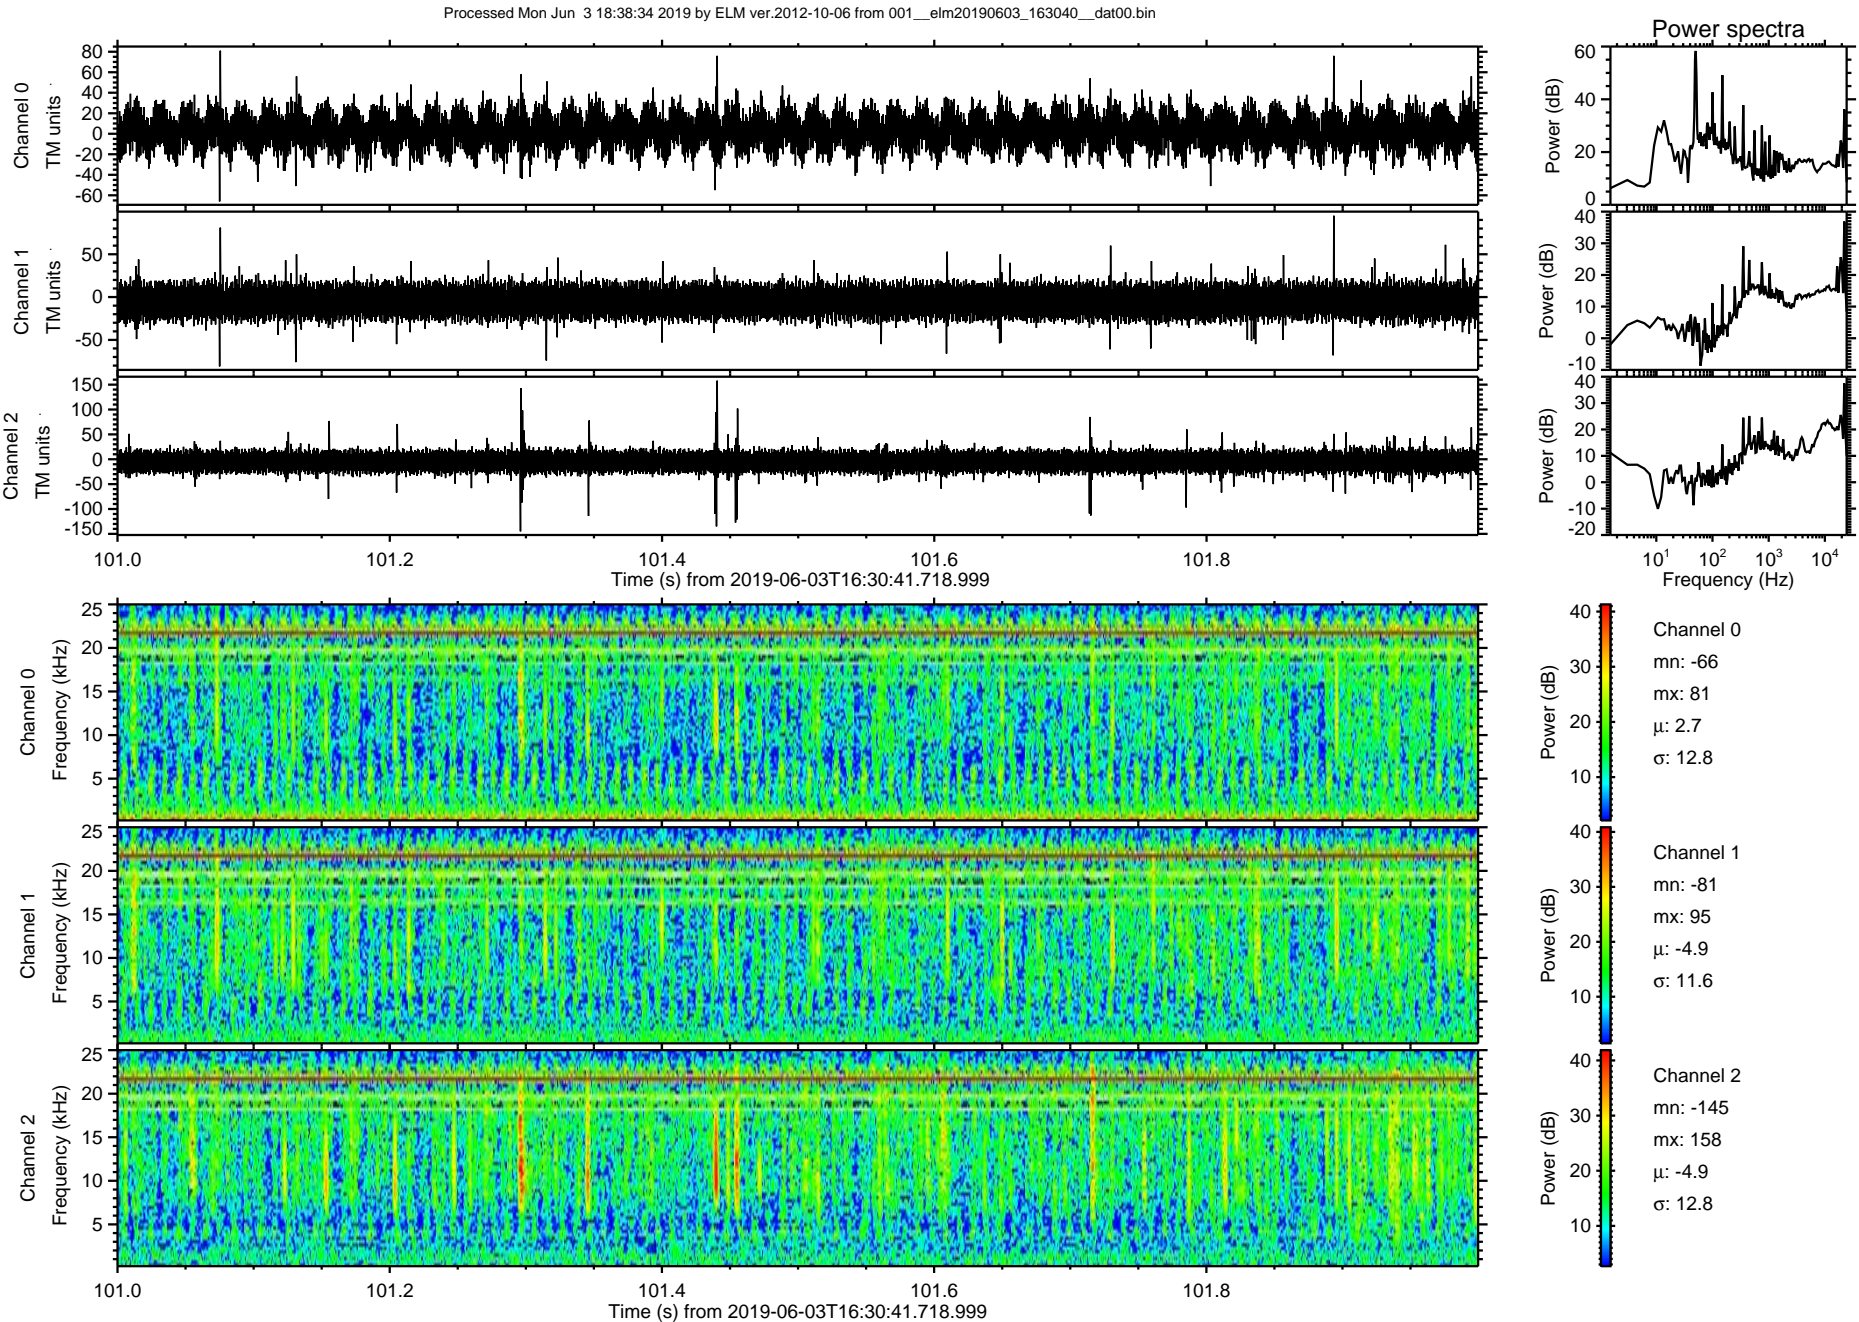 Processed Mon Jun 3 18:38:34 2019 by ELM ver.2012-10-06 from 001__elm20190603_163040__dat00.bin
Power spectra
Channel 0
TM units
80
60
40
20
0
-20
-40
-60
Power (dB)
60
40
20
0
Channel 1
TM units
50
0
-50
Power (dB)
40
30
20
10
0
-10
Channel 2
TM units
150
100
50
0
-50
-100
-150
Power (dB)
40
30
20
10
0
-10
-20
101.0 101.2 101.4 101.6 101.8
Time (s) from 2019-06-03T16:30:41.718.999
10¹ 10² 10³ 10⁴
Frequency (Hz)
Channel 0
Frequency (kHz)
25
20
15
10
5
Power (dB)
40
30
20
10
Channel 0
mn: -66
mx: 81
µ: 2.7
σ: 12.8
Channel 1
Frequency (kHz)
25
20
15
10
5
Power (dB)
40
30
20
10
Channel 1
mn: -81
mx: 95
µ: -4.9
σ: 11.6
Channel 2
Frequency (kHz)
25
20
15
10
5
Power (dB)
40
30
20
10
Channel 2
mn: -145
mx: 158
µ: -4.9
σ: 12.8
101.0 101.2 101.4 101.6 101.8
Time (s) from 2019-06-03T16:30:41.718.999